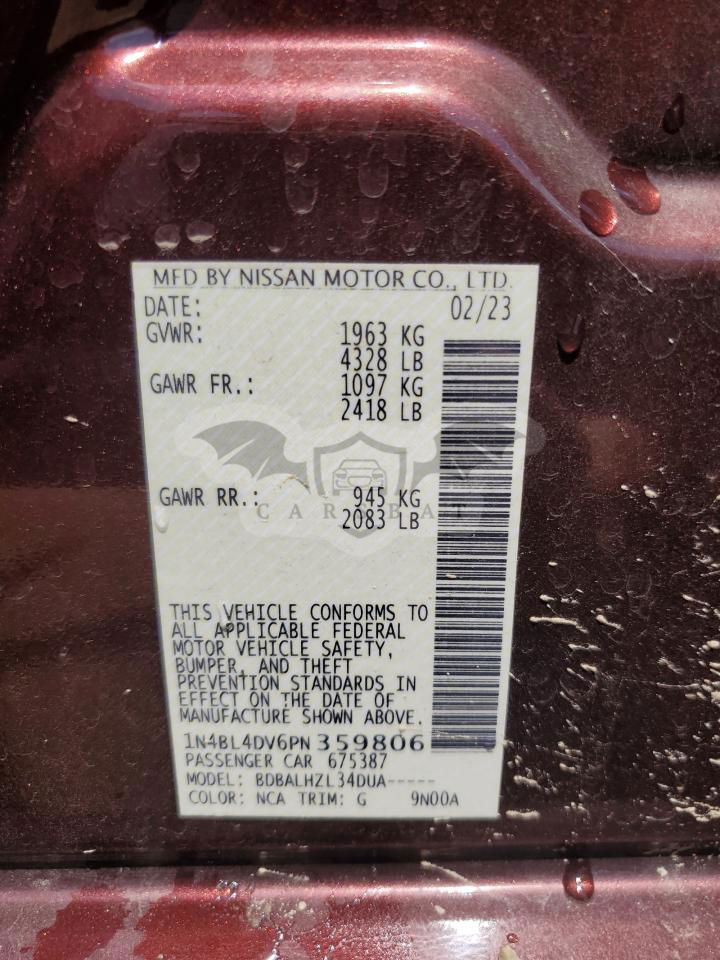 MFD BY NISSAN MOTOR CO., LTD.
DATE: 02/23
GVWR: 1963 KG
4328 LB
GAWR FR.: 1097 KG
2418 LB
GAWR RR.: 945 KG
CARABAT
2083 LB
THIS VEHICLE CONFORMS TO
ALL APPLICABLE FEDERAL
MOTOR VEHICLE SAFETY,
BUMPER, AND THEFT
PREVENTION STANDARDS IN
EFFECT ON THE DATE OF
MANUFACTURE SHOWN ABOVE.
1N4BL4DV6PN359806
PASSENGER CAR 675387
MODEL: BDBALHZL34DUA-----
COLOR: NCA TRIM: G 9N00A